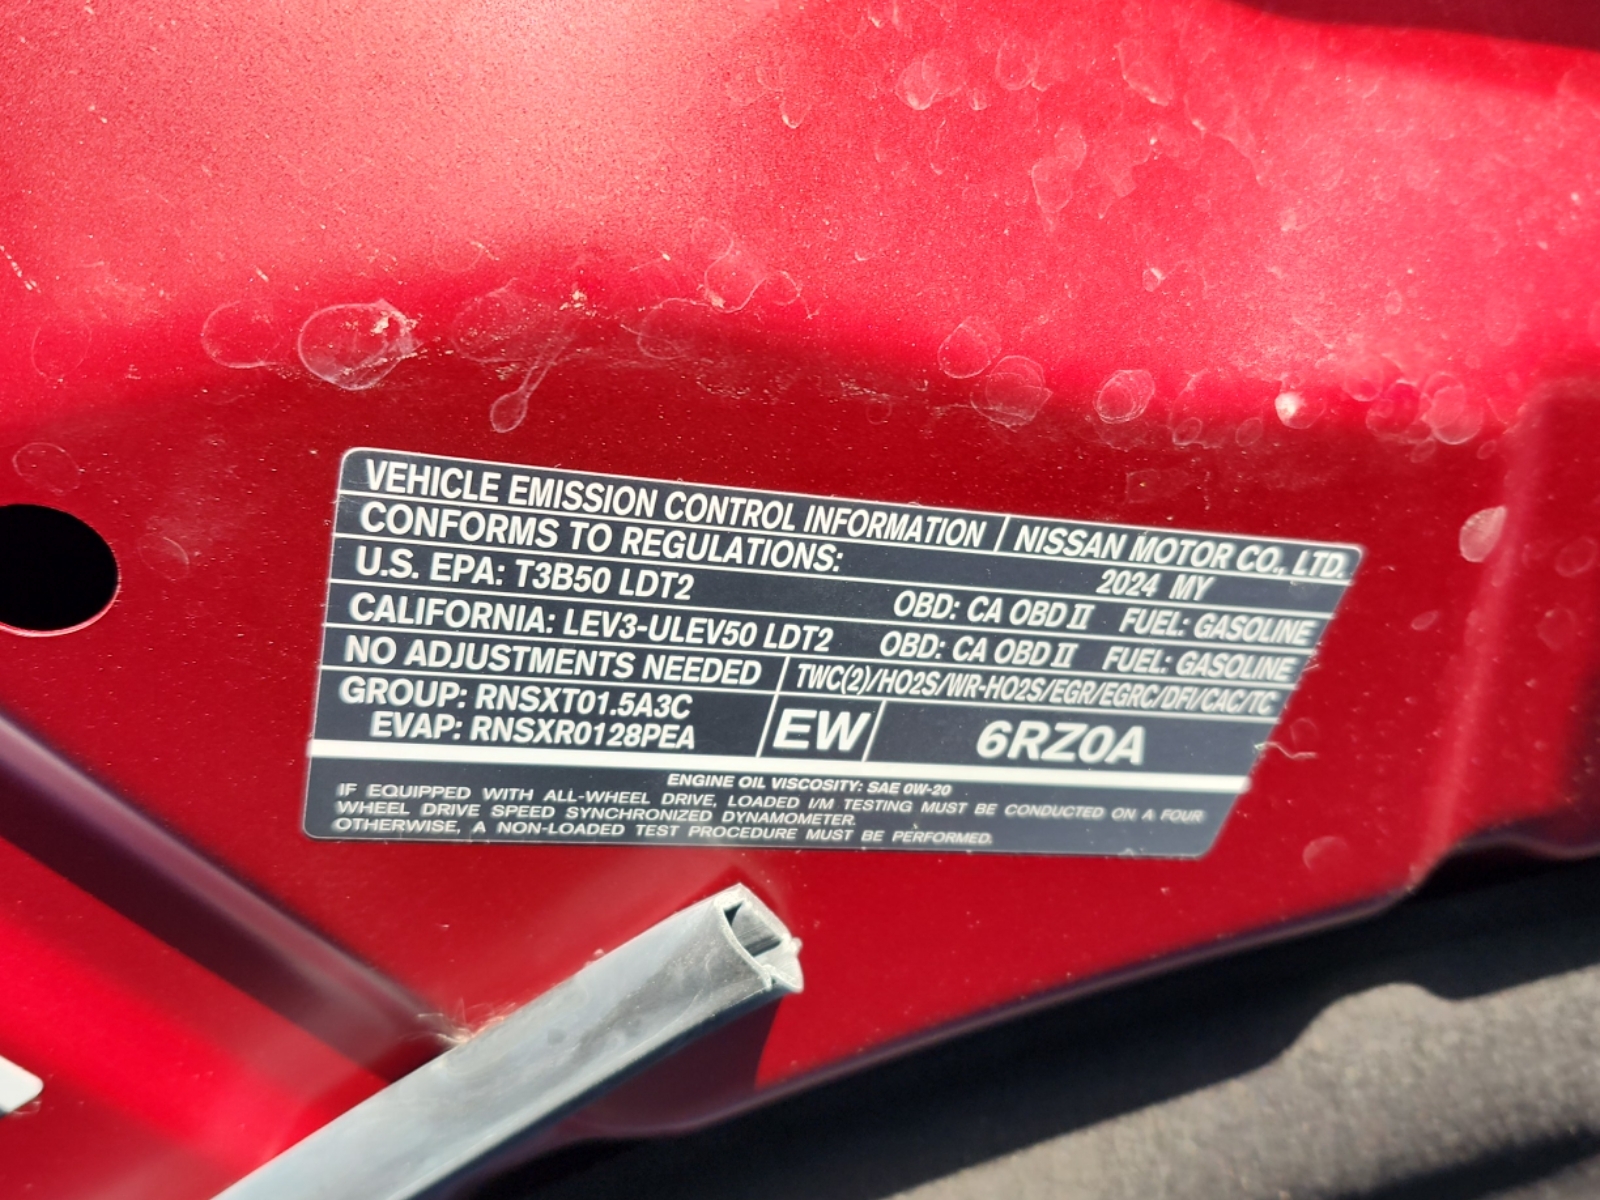 VEHICLE EMISSION CONTROL INFORMATION NISSAN MOTOR CO., LTD.
CONFORMS TO REGULATIONS: 2024 MY
U.S. EPA: T3B50 LDT2 OBD: CA OBD II FUEL: GASOLINE
CALIFORNIA: LEV3-ULEV50 LDT2 OBD: CA OBD II FUEL: GASOLINE
NO ADJUSTMENTS NEEDED TWC(2)/HO2S/WR-HO2S/EGR/EGRC/DFI/CAC/TC
GROUP: RNSXT01.5A3C
EVAP: RNSXR0128PEA
EW 6RZ0A
ENGINE OIL VISCOSITY: SAE 0W-20
IF EQUIPPED WITH ALL-WHEEL DRIVE, LOADED I/M TESTING MUST BE CONDUCTED ON A FOUR
WHEEL DRIVE SPEED SYNCHRONIZED DYNAMOMETER.
OTHERWISE, A NON-LOADED TEST PROCEDURE MUST BE PERFORMED.